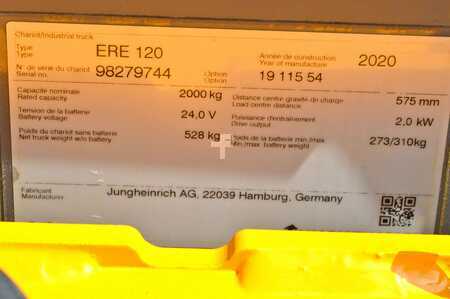 Chariot/Industrial truck
Type
Type
ERE 120
Année de construction
Year of manufacture
2020
N° de série du chariot
Serial no.
98279744
Option
Option
19 115 54
Capacité nominale
Rated capacity
2000 kg
Distance centre gravité de charge
Load centre distance
575 mm
Tension de la batterie
Battery voltage
24,0 V
Puissance d'entraînement
Drive output
2,0 kW
Poids du chariot sans batterie
Net truck weight w/o battery
528 kg
Poids de la batterie min./max
Min./max battery weight
273/310kg
Fabricant
Manufacturer
Jungheinrich AG, 22039 Hamburg, Germany